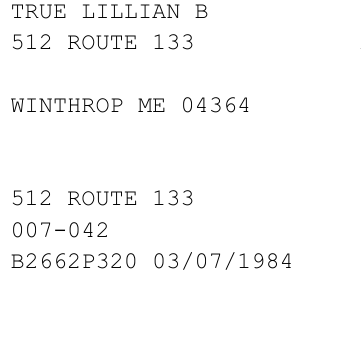 TRUE LILLIAN B
512 ROUTE 133
WINTHROP ME 04364
512 ROUTE 133
007-042
B2662P320 03/07/1984